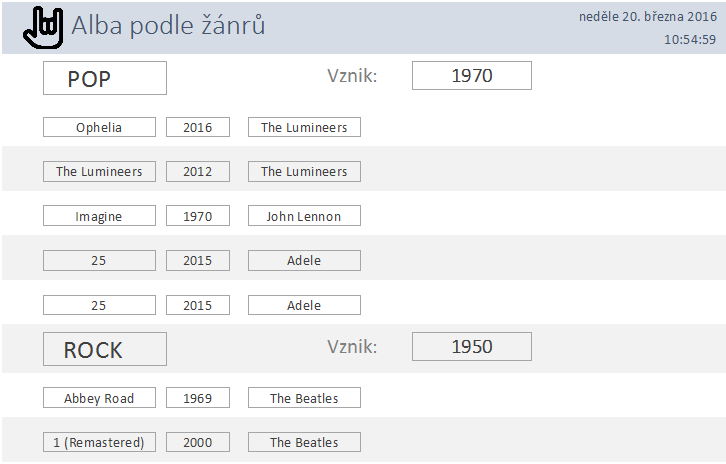 Alba podle žánrů
neděle 20. března 2016
10:54:59
POP Vznik: 1970
Ophelia 2016 The Lumineers
The Lumineers 2012 The Lumineers
Imagine 1970 John Lennon
25 2015 Adele
25 2015 Adele
ROCK Vznik: 1950
Abbey Road 1969 The Beatles
1 (Remastered) 2000 The Beatles